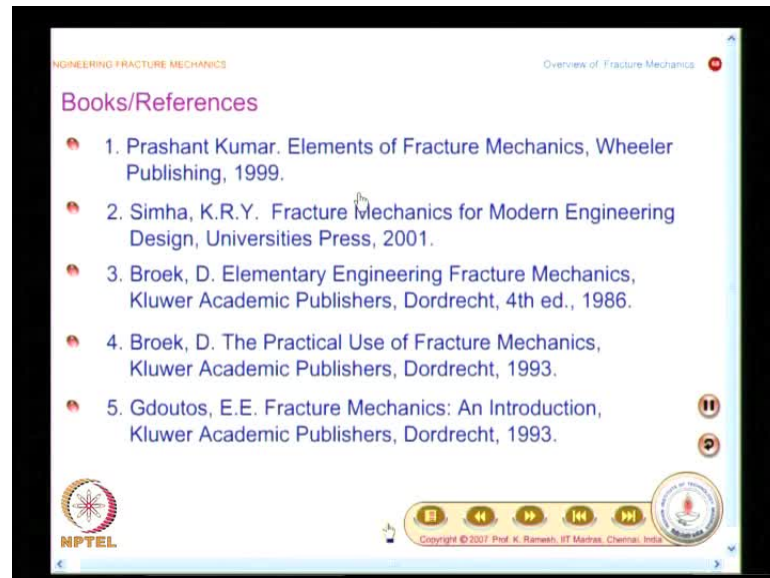 NGINEERING FRACTURE MECHANICS
Overview of Fracture Mechanics
Books/References
1. Prashant Kumar. Elements of Fracture Mechanics, Wheeler
Publishing, 1999.
2. Simha, K.R.Y. Fracture Mechanics for Modern Engineering
Design, Universities Press, 2001.
3. Broek, D. Elementary Engineering Fracture Mechanics,
Kluwer Academic Publishers, Dordrecht, 4th ed., 1986.
4. Broek, D. The Practical Use of Fracture Mechanics,
Kluwer Academic Publishers, Dordrecht, 1993.
5. Gdoutos, E.E. Fracture Mechanics: An Introduction,
Kluwer Academic Publishers, Dordrecht, 1993.
NPTEL
Copyright © 2007 Prof. K. Ramesh, IIT Madras, Chennai, India